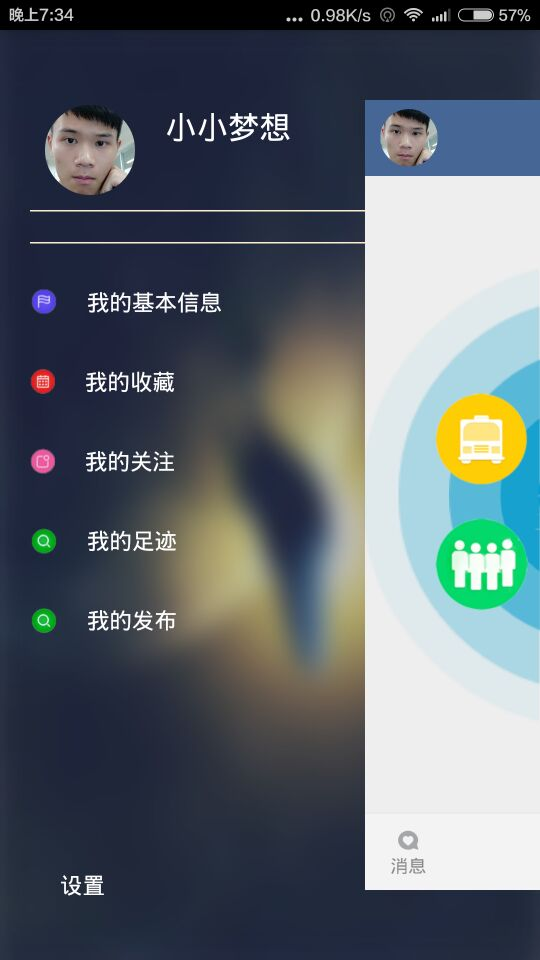 晚上7:34
... 0.98K/s
57%
小小梦想
我的基本信息
我的收藏
我的关注
我的足迹
我的发布
设置
消息